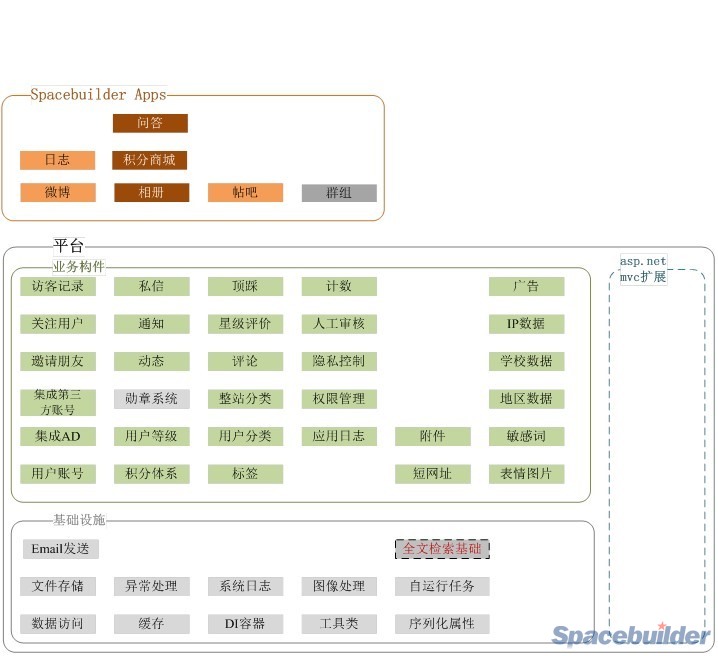 Spacebuilder Apps
问答
日志
积分商城
微博
相册
帖吧
群组
平台
业务构件
asp.net
mvc扩展
访客记录
私信
顶踩
计数
广告
关注用户
通知
星级评价
人工审核
IP数据
邀请朋友
动态
评论
隐私控制
学校数据
集成第三
方账号
勋章系统
整站分类
权限管理
地区数据
集成AD
用户等级
用户分类
应用日志
附件
敏感词
用户账号
积分体系
标签
短网址
表情图片
基础设施
Email发送
全文检索基础
文件存储
异常处理
系统日志
图像处理
自运行任务
数据访问
缓存
DI容器
工具类
序列化属性
Spacebuilder